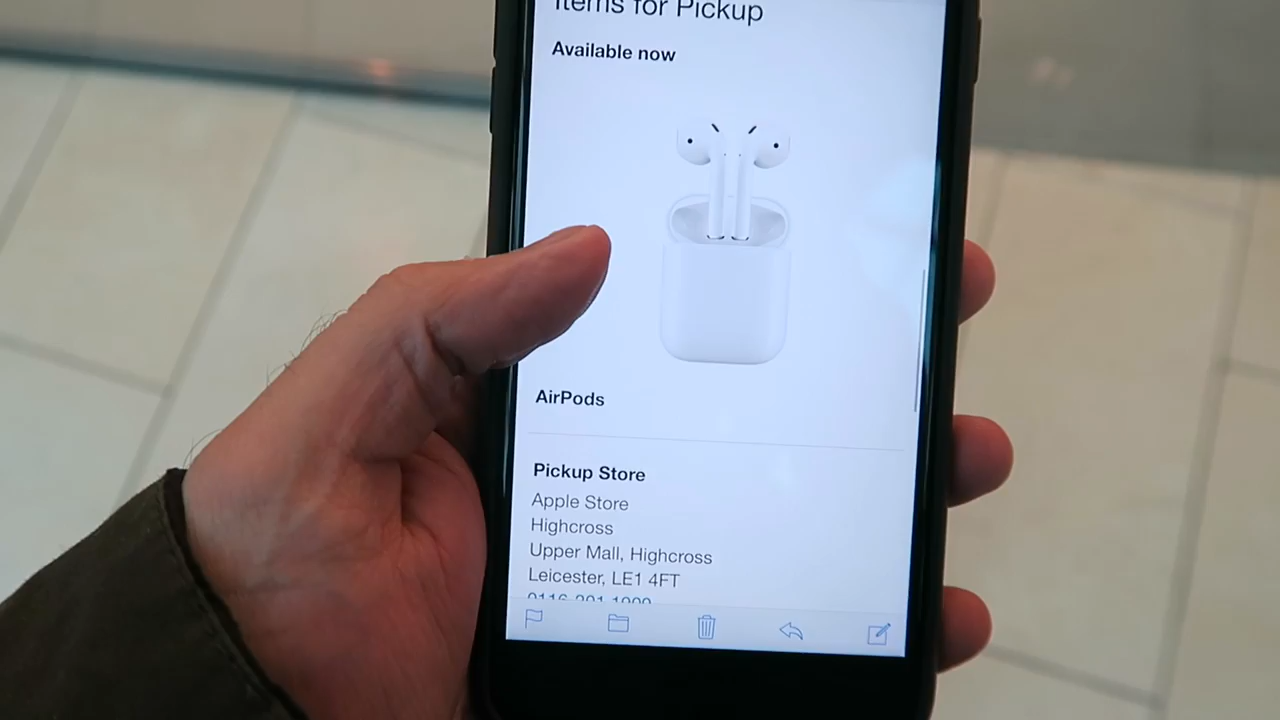 Items for Pickup
Available now
AirPods
Pickup Store
Apple Store
Highcross
Upper Mall, Highcross
Leicester, LE1 4FT